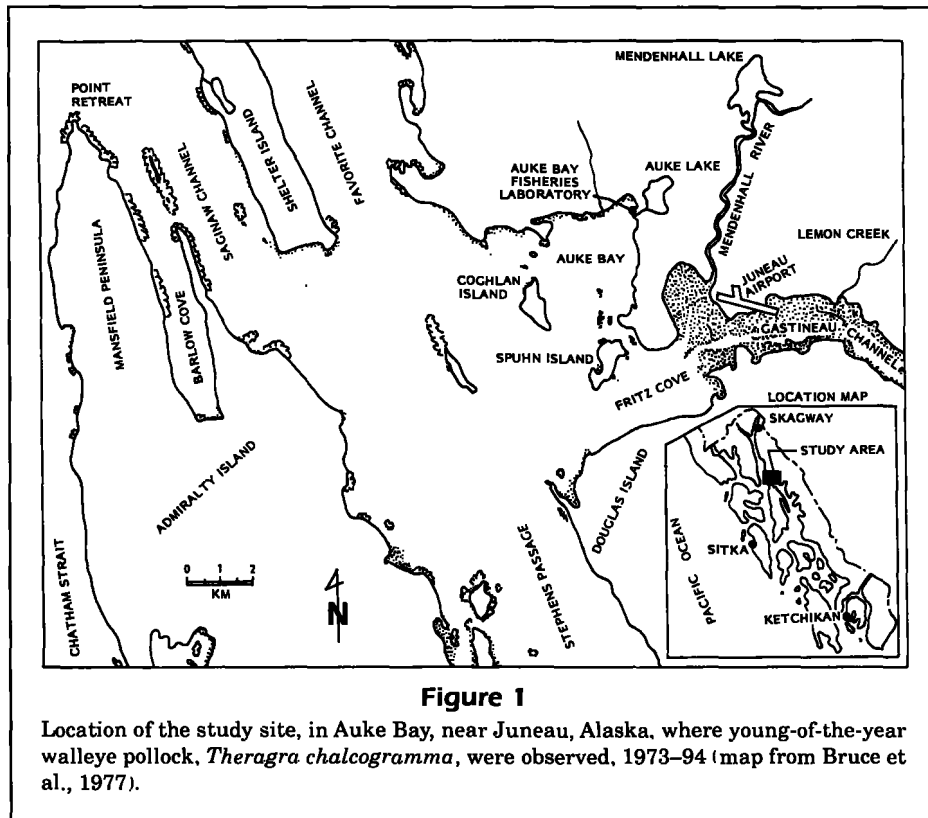 POINT
RETREAT
MENDENHALL LAKE
SHELTER ISLAND
FAVORITE CHANNEL
SAGINAW CHANNEL
AUKE BAY
FISHERIES
LABORATORY
AUKE LAKE
MENDENHALL RIVER
LEMON CREEK
MANSFIELD PENINSULA
BARLOW COVE
COGHLAN
ISLAND
AUKE BAY
JUNEAU
AIRPORT
GASTINEAU CHANNEL
SPUHN ISLAND
FRITZ COVE
LOCATION MAP
SKAGWAY
STUDY AREA
ADMIRALTY ISLAND
DOUGLAS ISLAND
SITKA
PACIFIC OCEAN
KETCHIKAN
CHATHAM STRAIT
STEPHENS PASSAGE
0 1 2
KM
N
Figure 1
Location of the study site, in Auke Bay, near Juneau, Alaska, where young-of-the-year
walleye pollock, Theragra chalcogramma, were observed, 1973–94 (map from Bruce et
al., 1977).